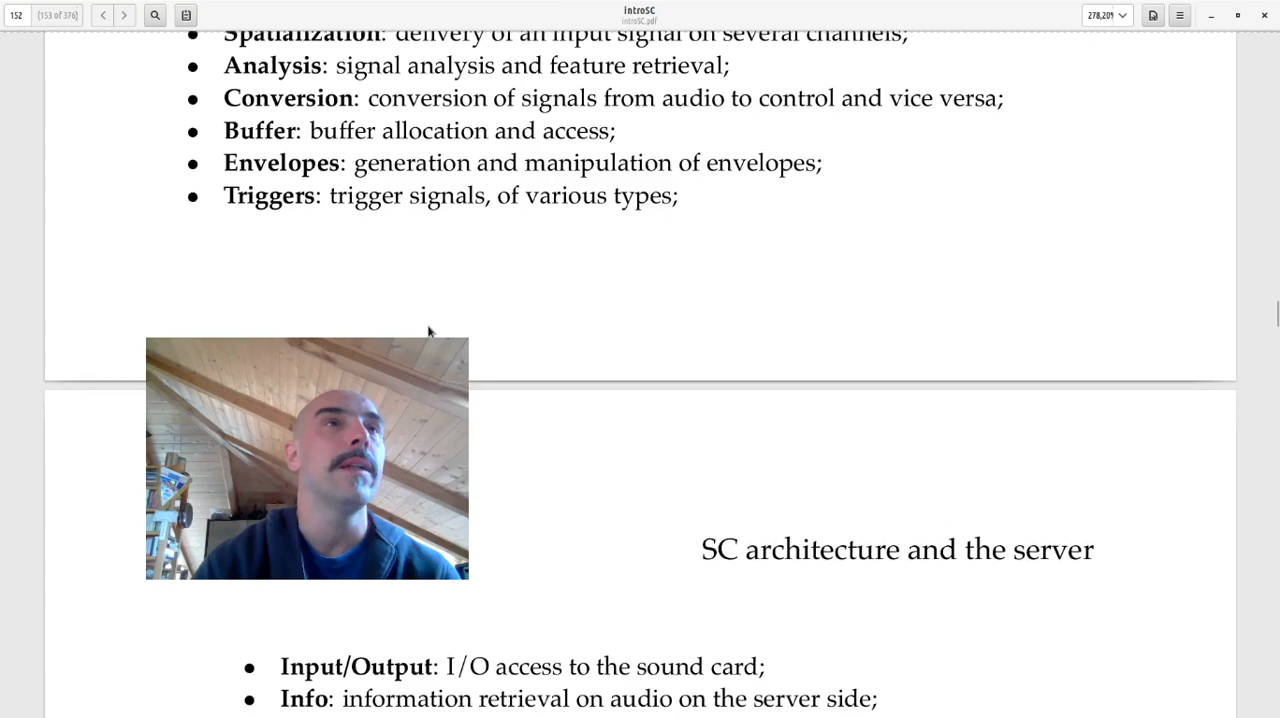 152 (153 of 376)
introSC
introSC.pdf
278,20%
• Spatialization: delivery of an input signal on several channels;
• Analysis: signal analysis and feature retrieval;
• Conversion: conversion of signals from audio to control and vice versa;
• Buffer: buffer allocation and access;
• Envelopes: generation and manipulation of envelopes;
• Triggers: trigger signals, of various types;
SC architecture and the server
• Input/Output: I/O access to the sound card;
• Info: information retrieval on audio on the server side;